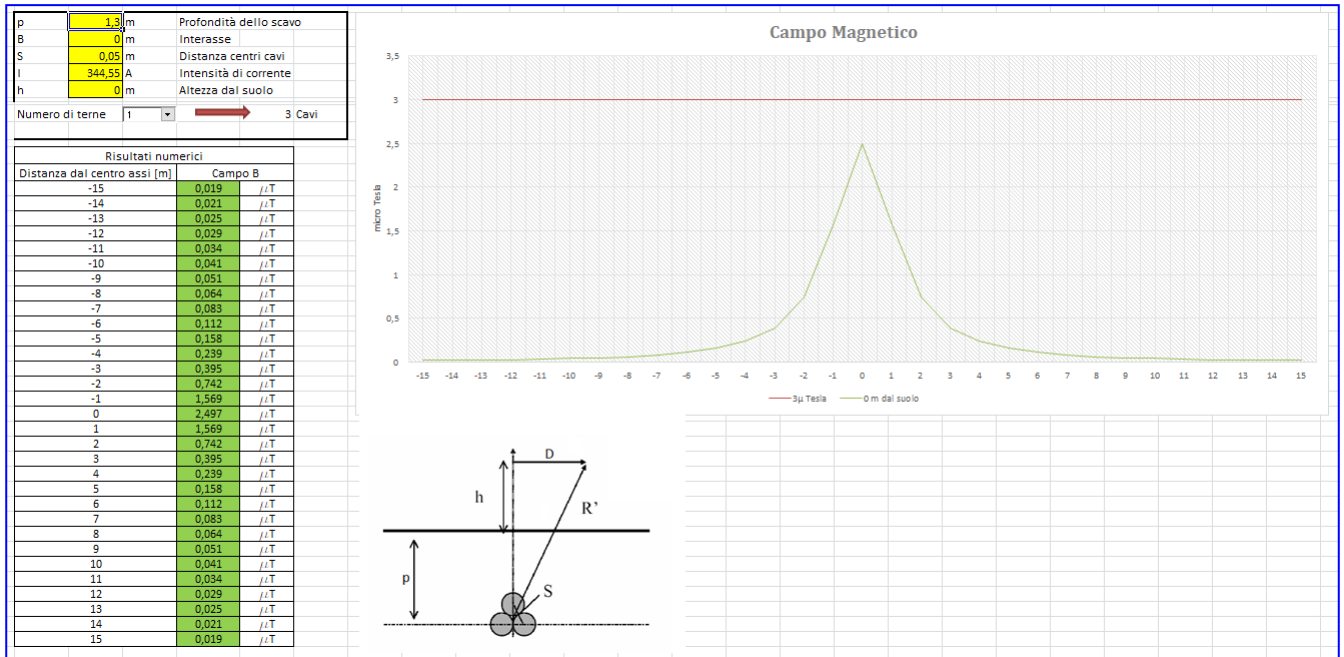 p 1,3 m Profondità dello scavo
B 0 m Interasse
S 0,05 m Distanza centri cavi
I 344,55 A Intensità di corrente
h 0 m Altezza dal suolo
Numero di terne 1 3 Cavi
Risultati numerici
Distanza dal centro assi [m] Campo B
-15 0,019 μT
-14 0,021 μT
-13 0,025 μT
-12 0,029 μT
-11 0,034 μT
-10 0,041 μT
-9 0,051 μT
-8 0,064 μT
-7 0,083 μT
-6 0,112 μT
-5 0,158 μT
-4 0,239 μT
-3 0,395 μT
-2 0,742 μT
-1 1,569 μT
0 2,497 μT
1 1,569 μT
2 0,742 μT
3 0,395 μT
4 0,239 μT
5 0,158 μT
6 0,112 μT
7 0,083 μT
8 0,064 μT
9 0,051 μT
10 0,041 μT
11 0,034 μT
12 0,029 μT
13 0,025 μT
14 0,021 μT
15 0,019 μT
Campo Magnetico
micro Tesla
3,5
3
2,5
2
1,5
1
0,5
0
-15 -14 -13 -12 -11 -10 -9 -8 -7 -6 -5 -4 -3 -2 -1 0 1 2 3 4 5 6 7 8 9 10 11 12 13 14 15
3μ Tesla 0 m dal suolo
D
h
R’
p
S